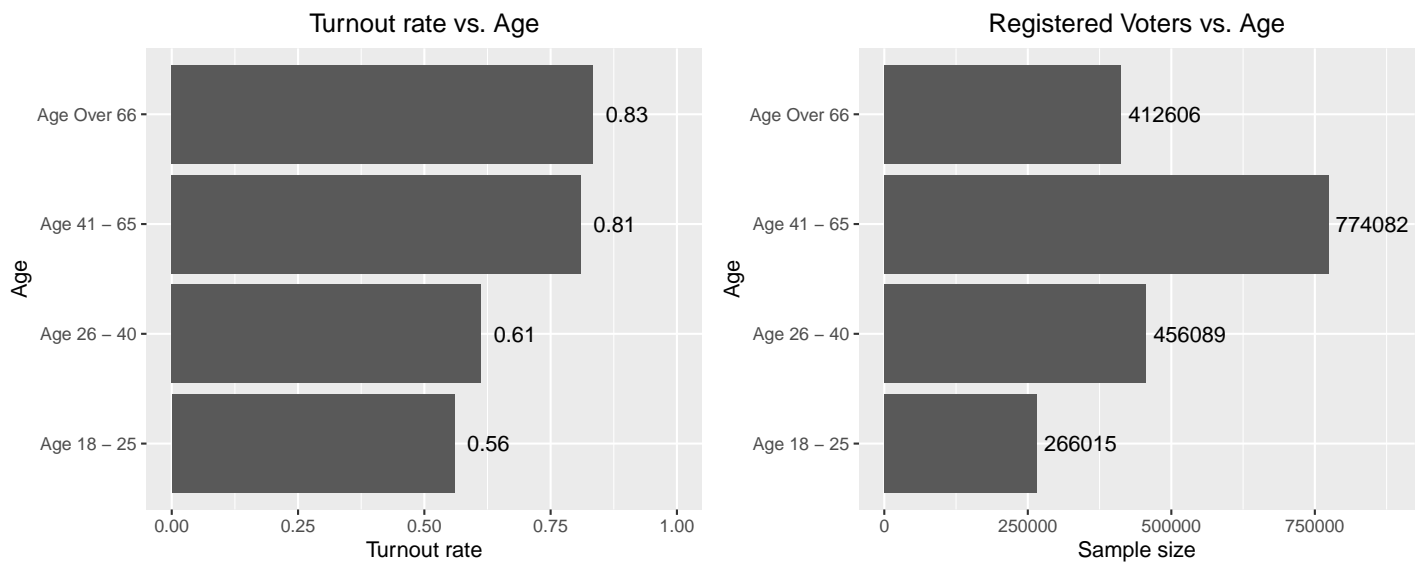 Turnout rate vs. Age
Age
Age Over 66
0.83
Age 41 − 65
0.81
Age 26 − 40
0.61
Age 18 − 25
0.56
0.00 0.25 0.50 0.75 1.00
Turnout rate
Registered Voters vs. Age
Age
Age Over 66
412606
Age 41 − 65
774082
Age 26 − 40
456089
Age 18 − 25
266015
0 250000 500000 750000
Sample size